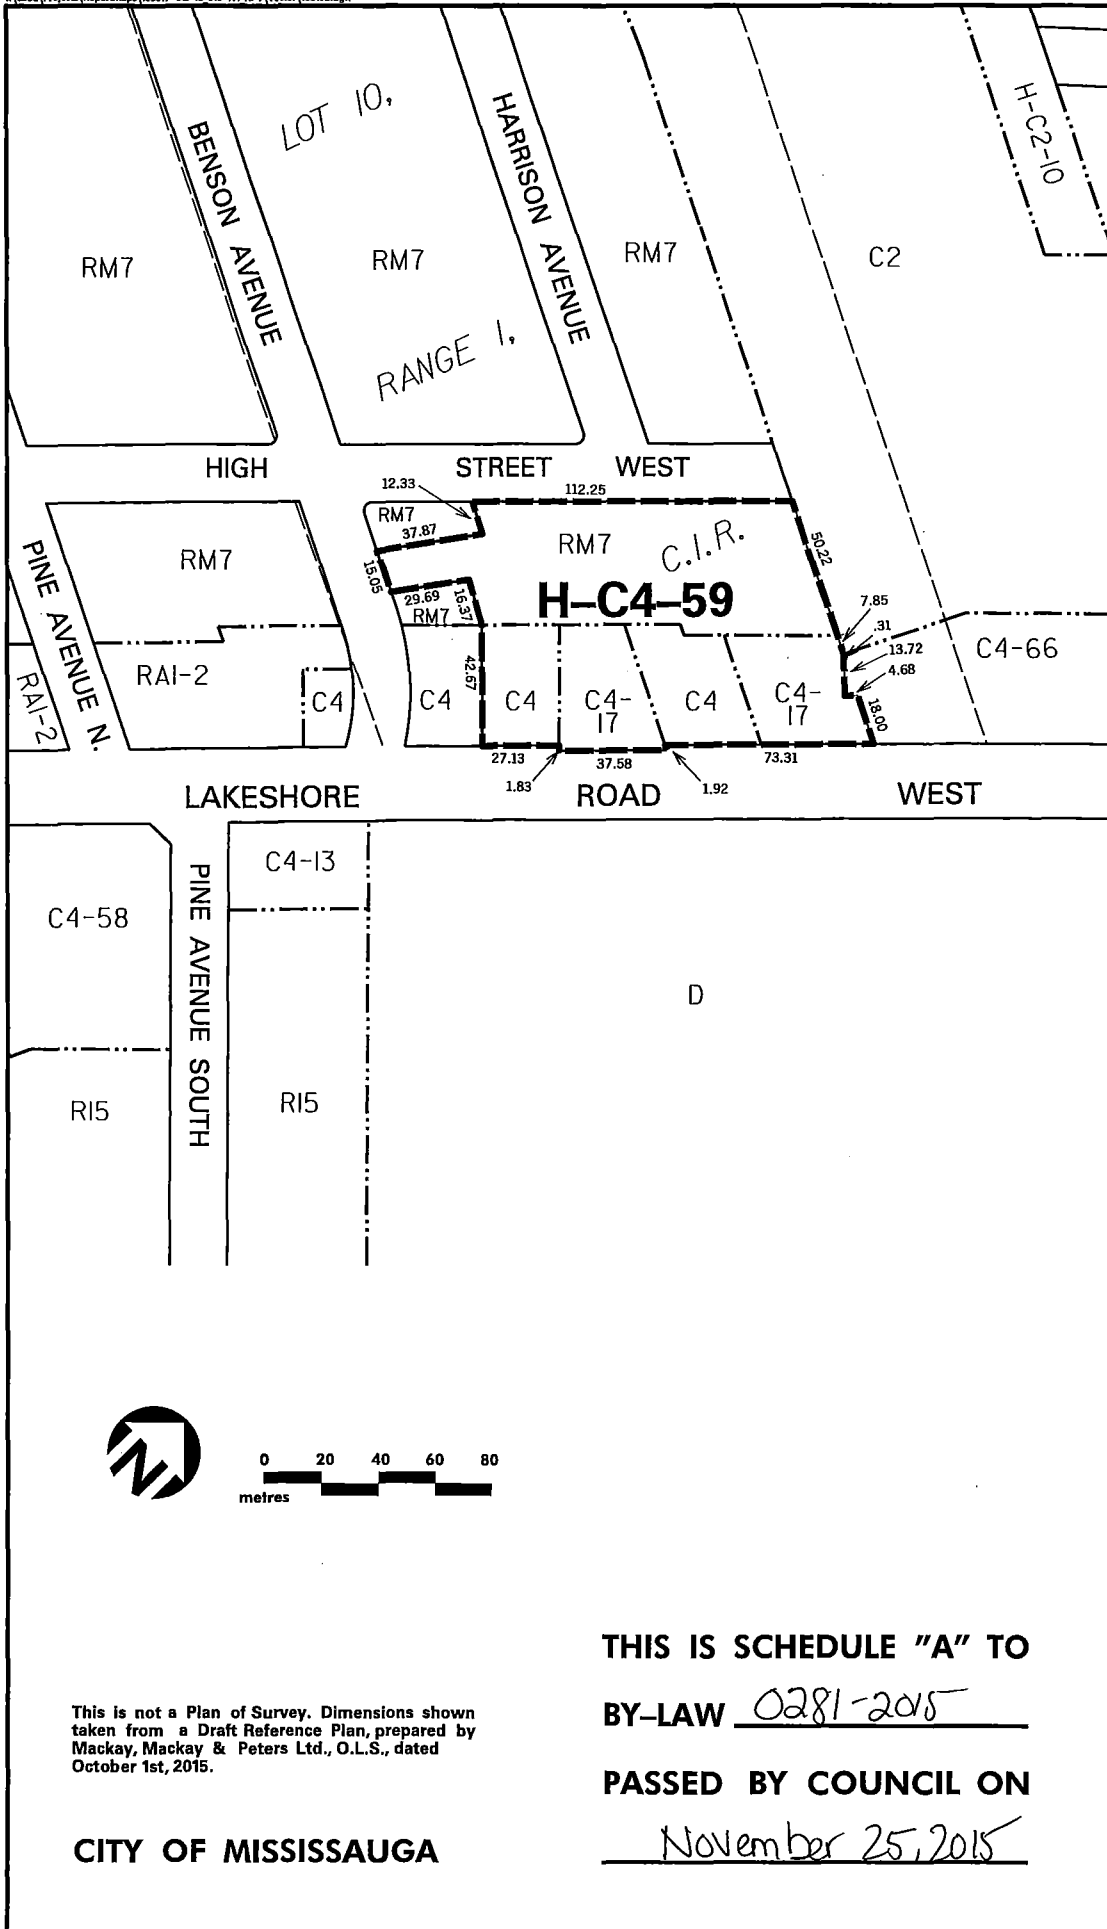 LOT 10,
H-C2-10
BENSON AVENUE
HARRISON AVENUE
RM7
RM7
RM7
C2
RANGE 1,
HIGH STREET WEST
12.33
112.25
RM7
37.87
RM7
C.I.R.
50.22
PINE AVENUE N.
RM7
15.05
29.69
16.37
H-C4-59
7.85
.31
13.72
4.68
RM7
C4-66
RA1-2
RA1-2
C4
C4
42.67
C4
C4-
17
C4
C4-
17
18.00
27.13
1.83
37.58
1.92
73.31
LAKESHORE ROAD WEST
C4-13
C4-58
PINE AVENUE SOUTH
D
R15
R15
N
0 20 40 60 80
metres
THIS IS SCHEDULE "A" TO
BY-LAW 0281-2015
This is not a Plan of Survey. Dimensions shown
taken from a Draft Reference Plan, prepared by
Mackay, Mackay & Peters Ltd., O.L.S., dated
October 1st, 2015.
PASSED BY COUNCIL ON
November 25, 2015
CITY OF MISSISSAUGA